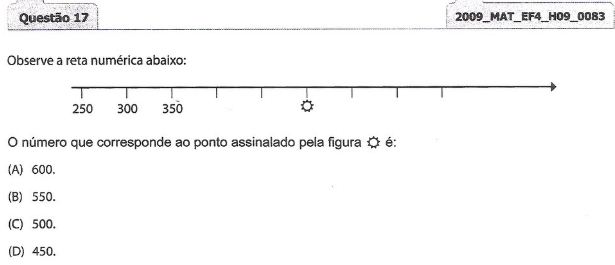 Questão 17
2009_MAT_EF4_H09_0083
Observe a reta numérica abaixo:
250 300 350
O número que corresponde ao ponto assinalado pela figura é:
(A) 600.
(B) 550.
(C) 500.
(D) 450.